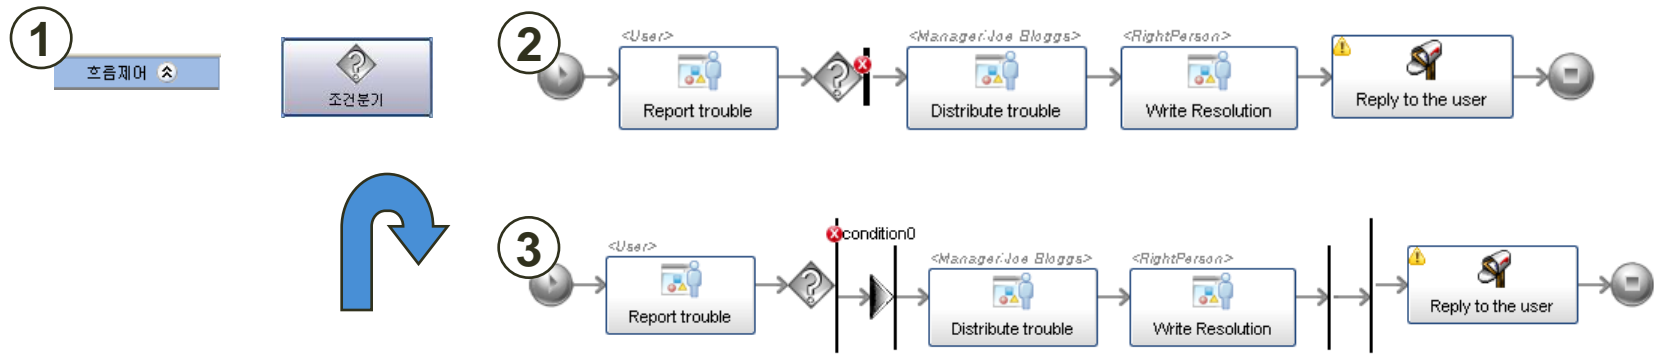 1
흐름제어
조건분기
2
<User>
Report trouble
<Manager:Joe Bloggs>
Distribute trouble
<RightPerson>
Write Resolution
Reply to the user
3
<User>
Report trouble
condition0
<Manager:Joe Bloggs>
Distribute trouble
<RightPerson>
Write Resolution
Reply to the user